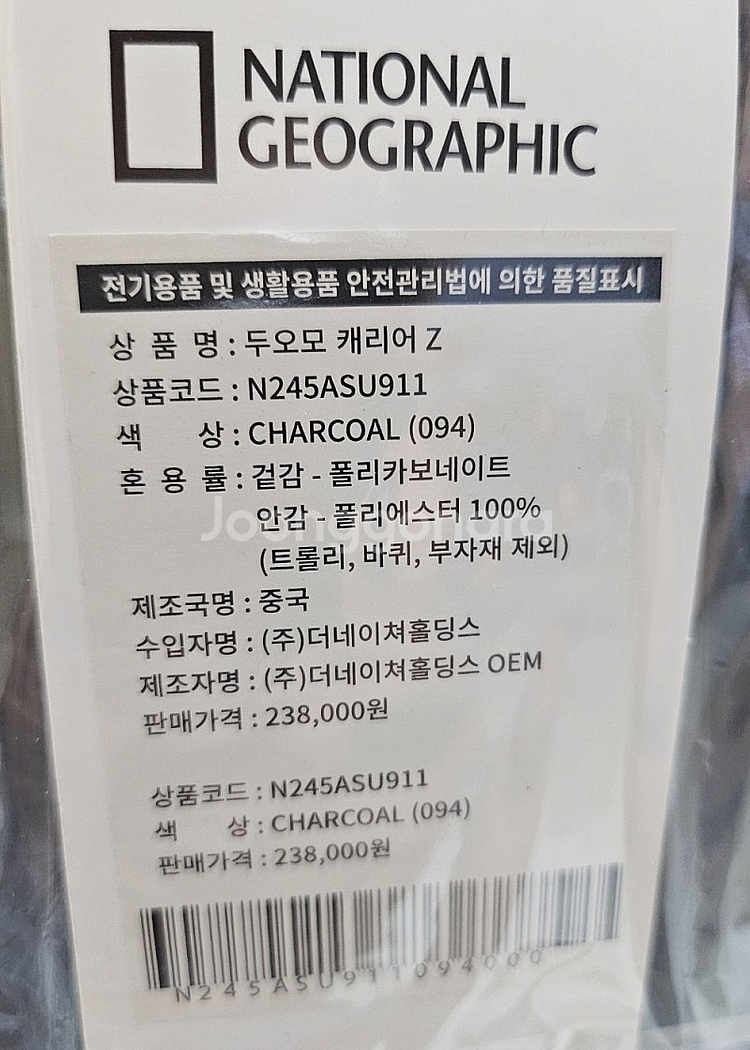 NATIONAL
GEOGRAPHIC
전기용품 및 생활용품 안전관리법에 의한 품질표시
상 품 명 : 두오모 캐리어 Z
상품코드 : N245ASU911
색 상 : CHARCOAL (094)
혼 용 률 : 겉감 - 폴리카보네이트
안감 - 폴리에스터 100%
Joonggonara
(트롤리, 바퀴, 부자재 제외)
제조국명 : 중국
수입자명 : (주)더네이쳐홀딩스
제조자명 : (주)더네이쳐홀딩스 OEM
판매가격 : 238,000원
상품코드 : N245ASU911
색 상 : CHARCOAL (094)
판매가격 : 238,000원
N245ASU911094000